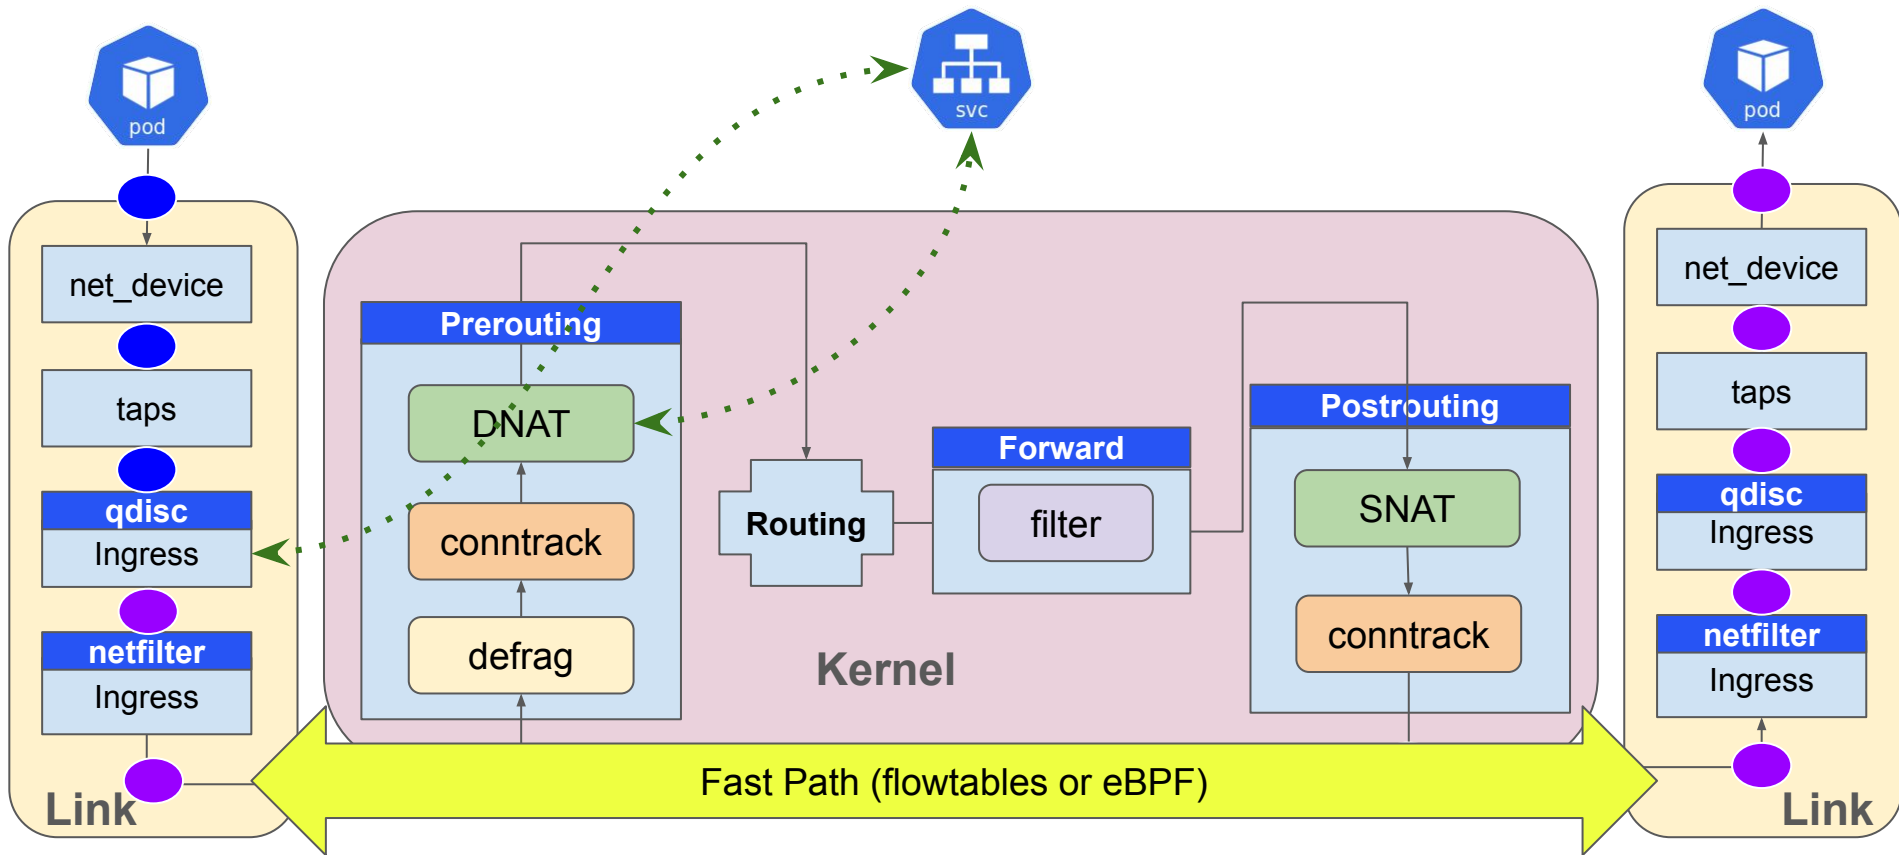 pod
svc
pod
net_device
taps
qdisc
Ingress
netfilter
Ingress
Link
Prerouting
DNAT
conntrack
defrag
Routing
Forward
filter
Kernel
Postrouting
SNAT
conntrack
Fast Path (flowtables or eBPF)
net_device
taps
qdisc
Ingress
netfilter
Ingress
Link